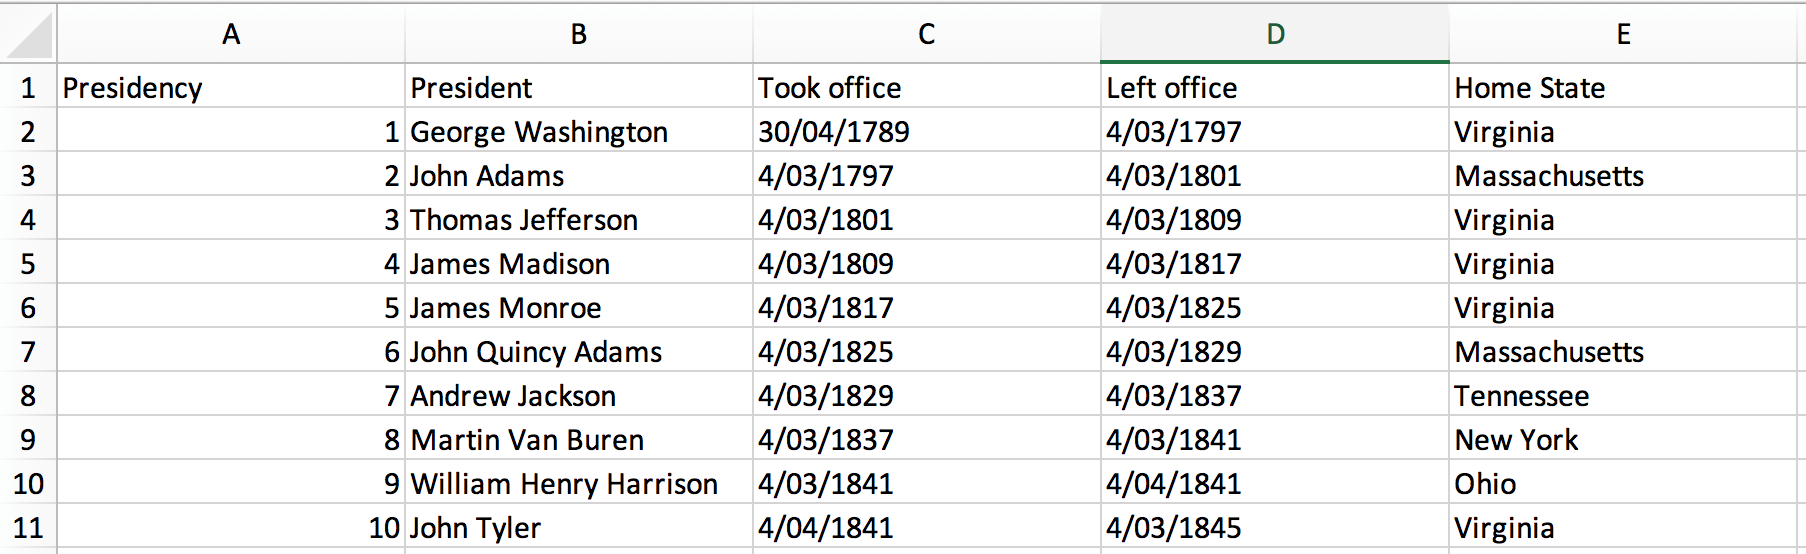 A B C D E
1 Presidency President Took office Left office Home State
2 1 George Washington 30/04/1789 4/03/1797 Virginia
3 2 John Adams 4/03/1797 4/03/1801 Massachusetts
4 3 Thomas Jefferson 4/03/1801 4/03/1809 Virginia
5 4 James Madison 4/03/1809 4/03/1817 Virginia
6 5 James Monroe 4/03/1817 4/03/1825 Virginia
7 6 John Quincy Adams 4/03/1825 4/03/1829 Massachusetts
8 7 Andrew Jackson 4/03/1829 4/03/1837 Tennessee
9 8 Martin Van Buren 4/03/1837 4/03/1841 New York
10 9 William Henry Harrison 4/03/1841 4/04/1841 Ohio
11 10 John Tyler 4/04/1841 4/03/1845 Virginia